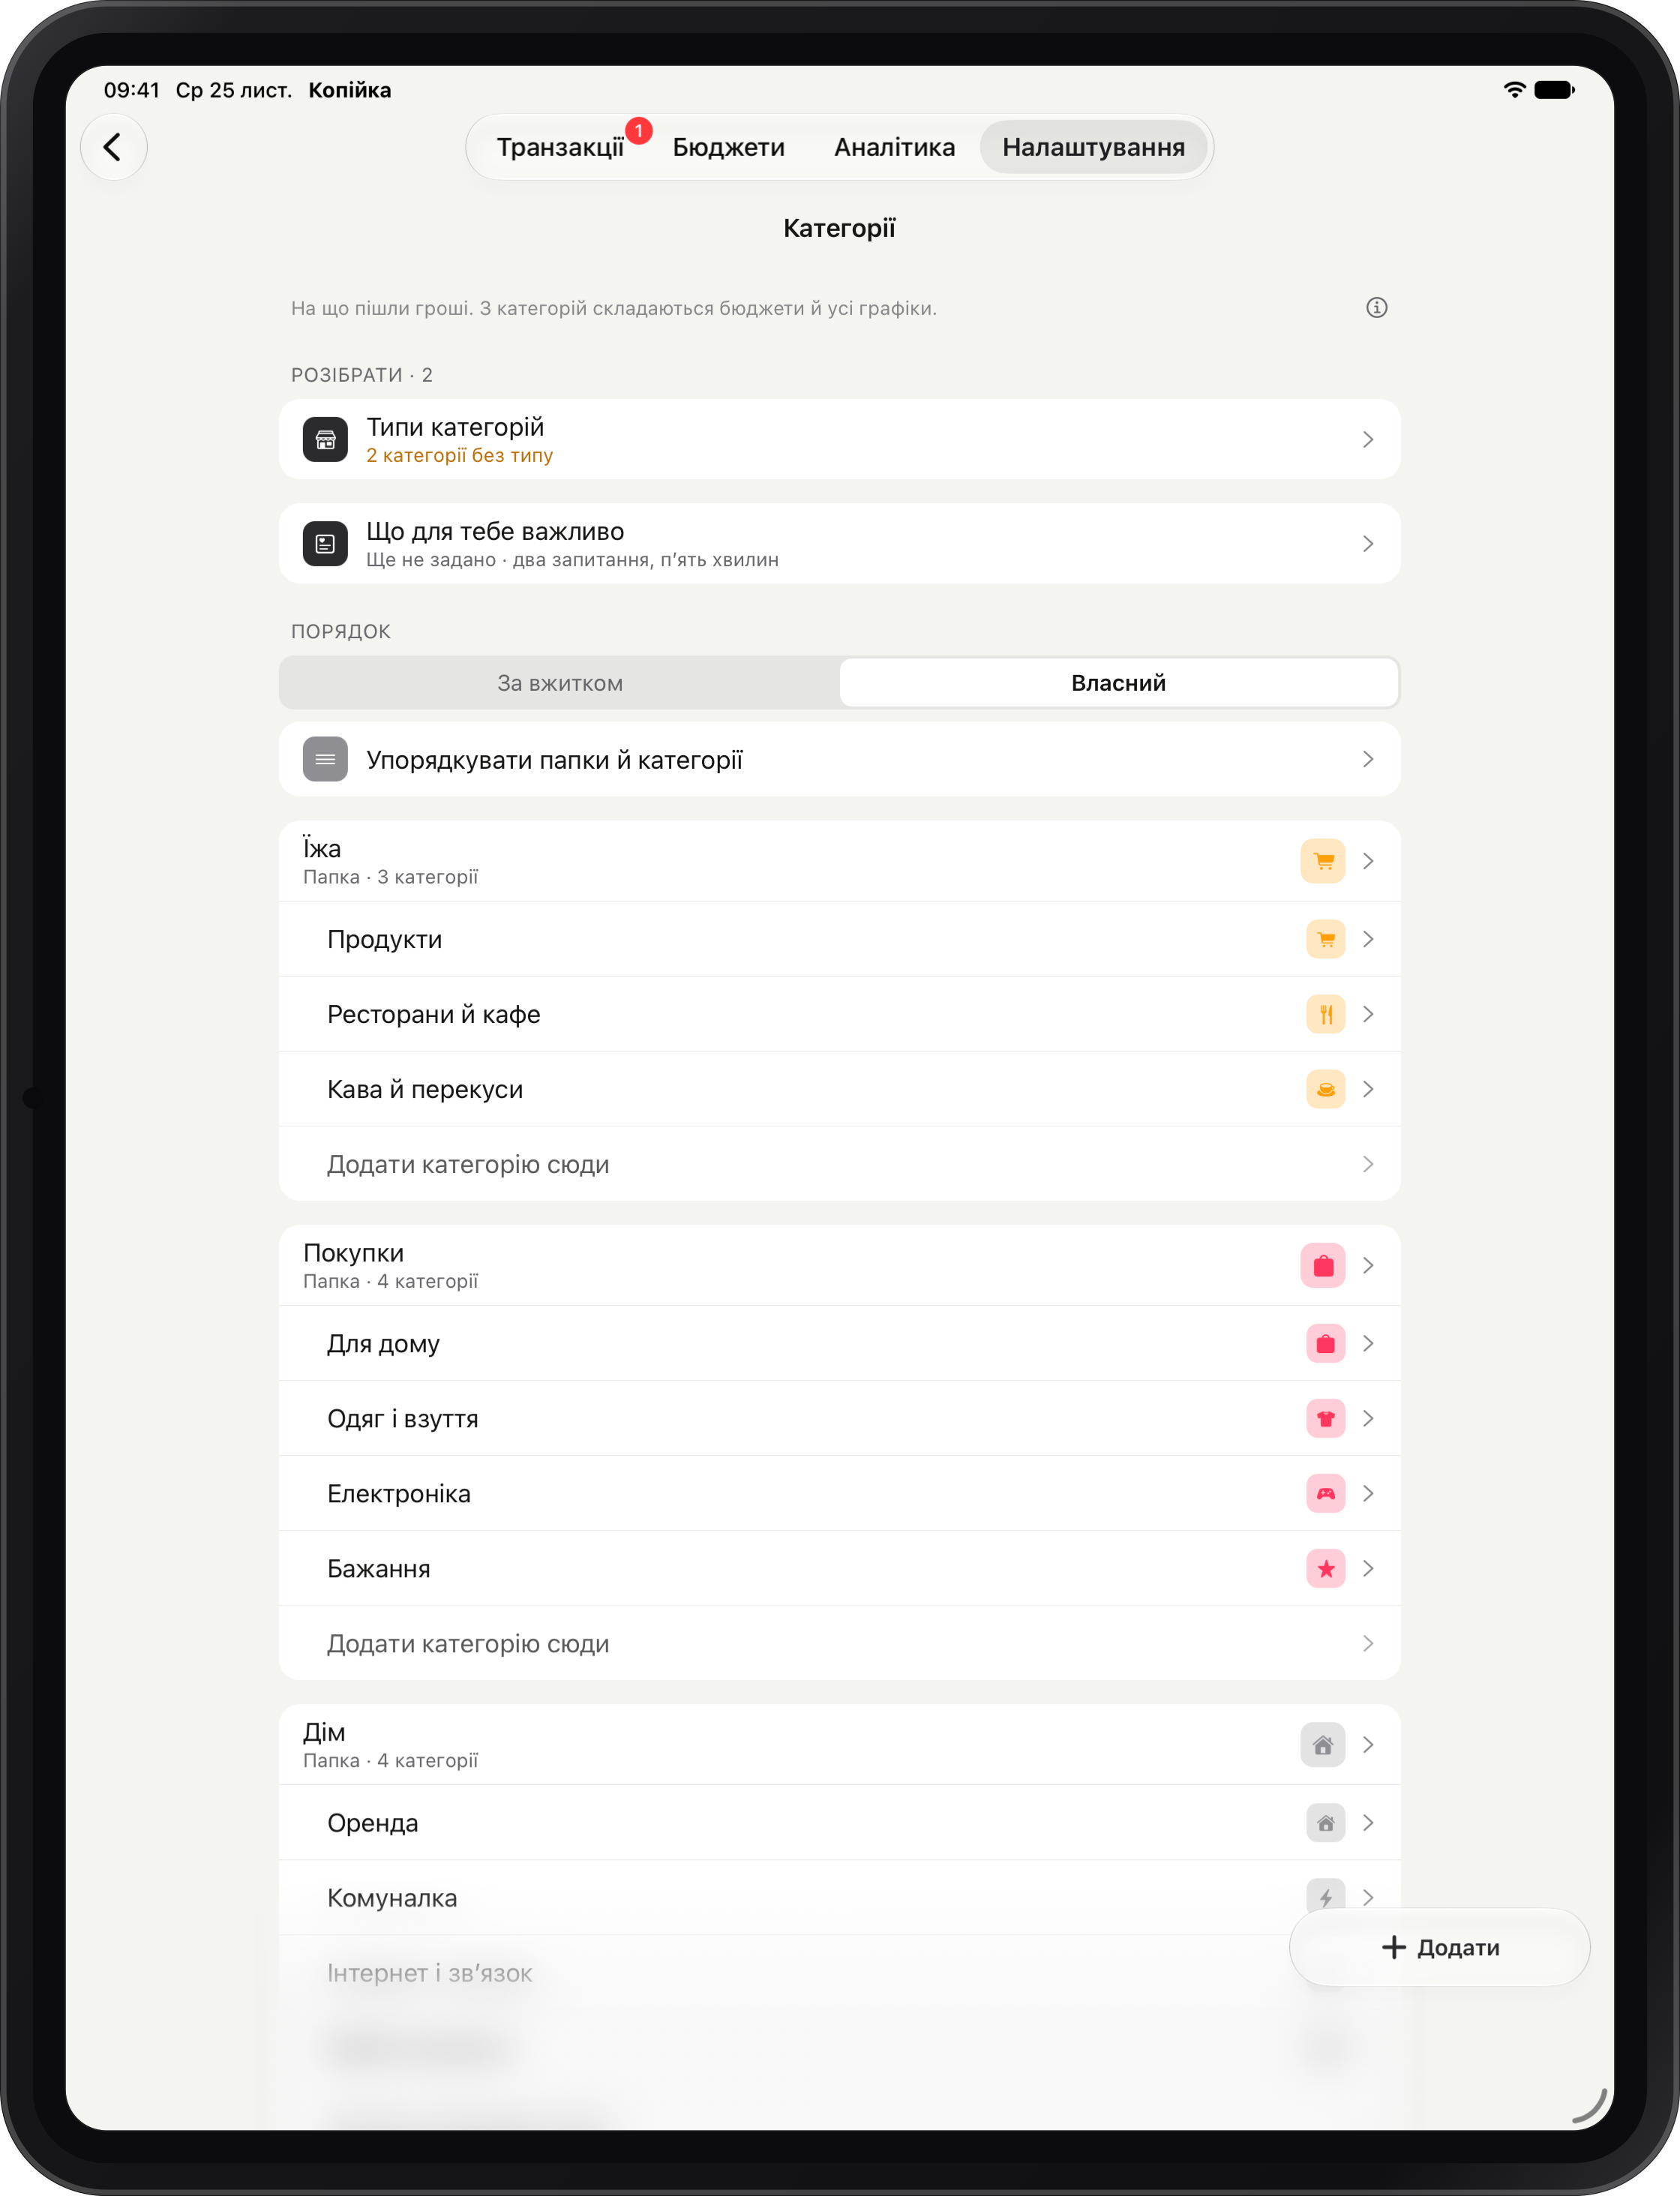 09:41 Ср 25 лист. Копійка
Транзакції 1 Бюджети Аналітика Налаштування
Категорії
На що пішли гроші. З категорій складаються бюджети й усі графіки.
РОЗІБРАТИ · 2
Типи категорій
2 категорії без типу
Що для тебе важливо
Ще не задано · два запитання, п’ять хвилин
ПОРЯДОК
За вжитком Власний
Упорядкувати папки й категорії
Їжа
Папка · 3 категорії
Продукти
Ресторани й кафе
Кава й перекуси
Додати категорію сюди
Покупки
Папка · 4 категорії
Для дому
Одяг і взуття
Електроніка
Бажання
Додати категорію сюди
Дім
Папка · 4 категорії
Оренда
Комуналка
Додати
Інтернет і зв’язок